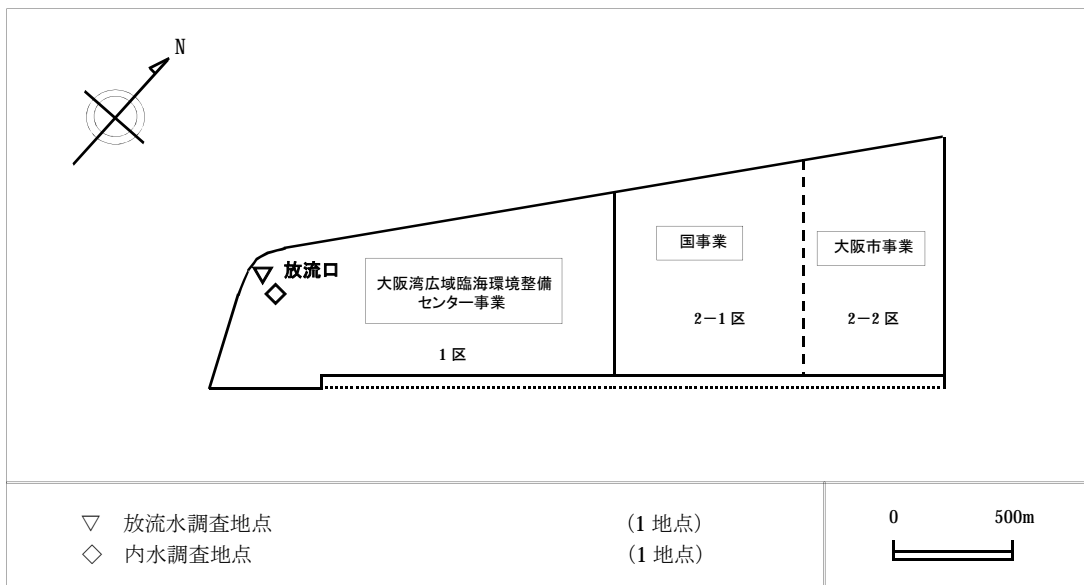 N
放流口
大阪湾広域臨海環境整備
センター事業
国事業
大阪市事業
1 区
2－1 区
2－2 区
▽ 放流水調査地点 (1 地点)
◇ 内水調査地点 (1 地点)
0 500m